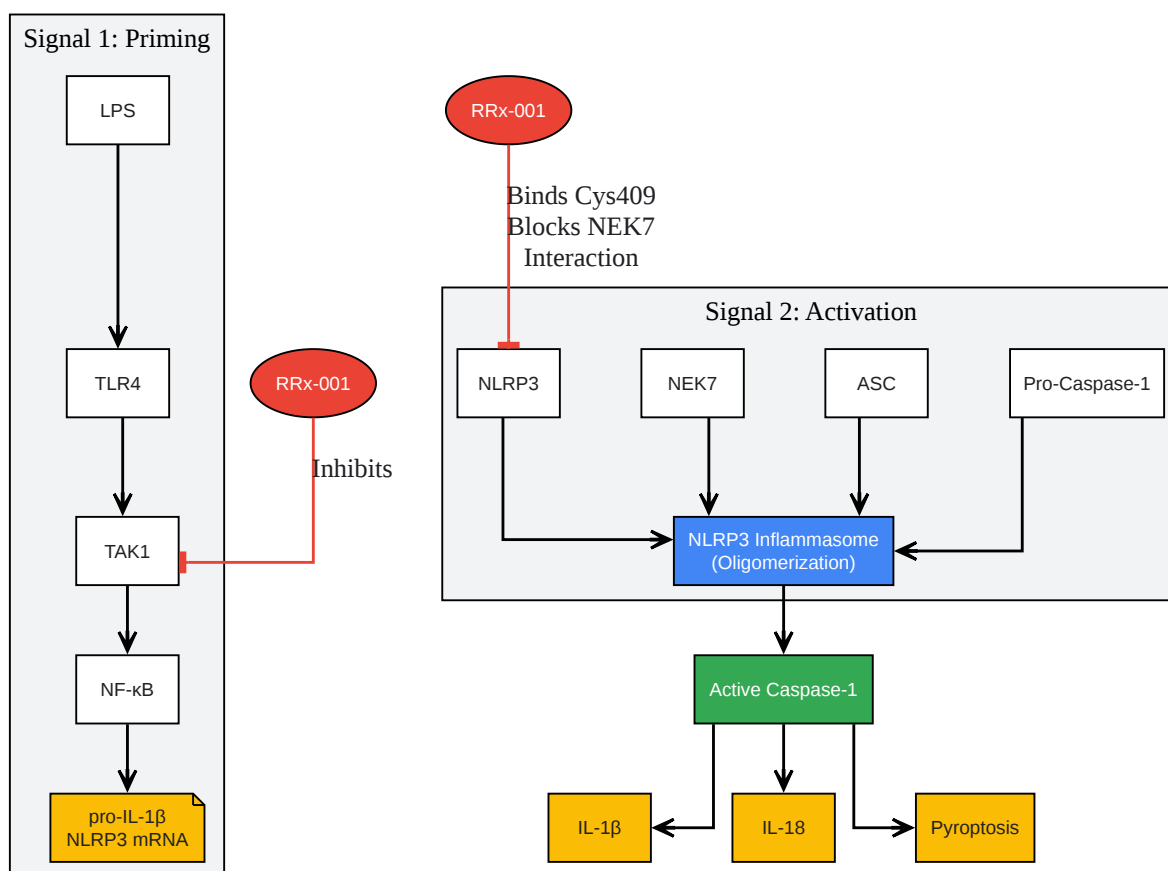 Signal 1: Priming
LPS
TLR4
TAK1
NF-κB
pro-IL-1β
NLRP3 mRNA
RRx-001
Inhibits
RRx-001
Binds Cys409
Blocks NEK7
Interaction
Signal 2: Activation
NLRP3
NEK7
ASC
Pro-Caspase-1
NLRP3 Inflammasome
(Oligomerization)
Active Caspase-1
IL-1β
IL-18
Pyroptosis